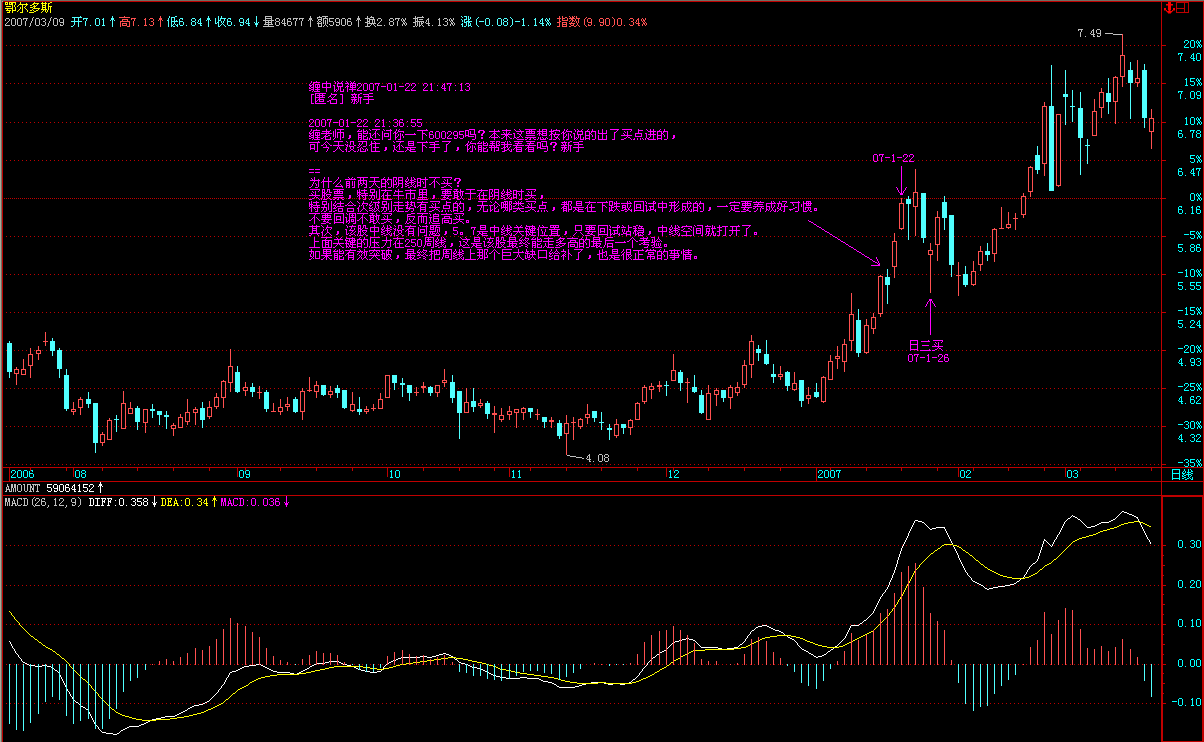 鄂尔多斯
2007/03/09 开7.01↑高7.13↑低6.84↑收6.94↓量84677↑额5906↑换2.87% 振4.13% 涨(-0.08)-1.14% 指数(9.90)0.34%
7.49
缠中说禅2007-01-22 21:47:13
[匿名] 新手
2007-01-22 21:36:55
缠老师，能还问你一下600295吗？本来这票想按你说的出了买点进的，
可今天没忍住，还是下手了，你能帮我看看吗？新手
==
为什么前两天的阴线时不买？
买股票，特别在牛市里，要敢于在阴线时买，
特别结合次级别走势有买点的，无论哪类买点，都是在下跌或回试中形成的，一定要养成好习惯。
不要回调不敢买，反而追高买。
其次，该股中线没有问题，5。7是中线关键位置，只要回试站稳，中线空间就打开了。
上面关键的压力在250周线，这是该股最终能走多高的最后一个考验。
如果能有效突破，最终把周线上那个巨大缺口给补了，也是很正常的事情。
07-1-22
日三买
07-1-26
4.08
20%
7.40
15%
7.09
10%
6.78
5%
6.47
0%
6.16
-5%
5.86
-10%
5.55
-15%
5.24
-20%
4.93
-25%
4.62
-30%
4.32
-35%
2006 08 09 10 11 12 2007 02 03 日线
AMOUNT 59064152↑
MACD(26,12,9) DIFF:0.358↓DEA:0.34↑MACD:0.036↓
0.30
0.20
0.10
0.00
-0.10